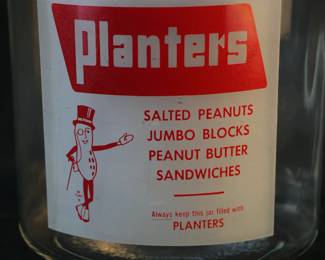 Planters
SALTED PEANUTS
JUMBO BLOCKS
PEANUT BUTTER
SANDWICHES
Always keep this jar filled with
PLANTERS